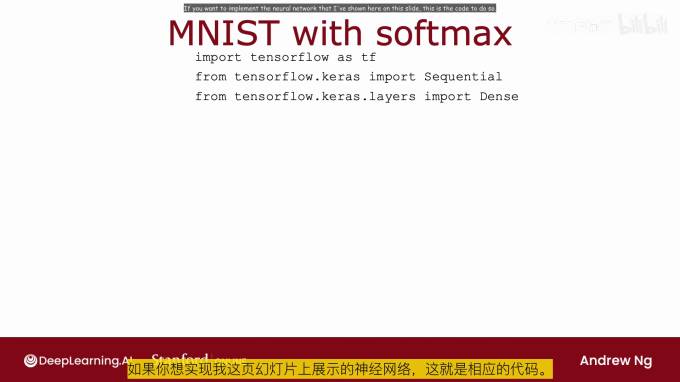 If you want to implement the neural network that I've shown here on this slide, this is the code to do so.
MNIST with softmax
bilibili
import tensorflow as tf
from tensorflow.keras import Sequential
from tensorflow.keras.layers import Dense
DeepLearning.AI
Stanford
Andrew Ng
如果你想实现我这页幻灯片上展示的神经网络，这就是相应的代码。